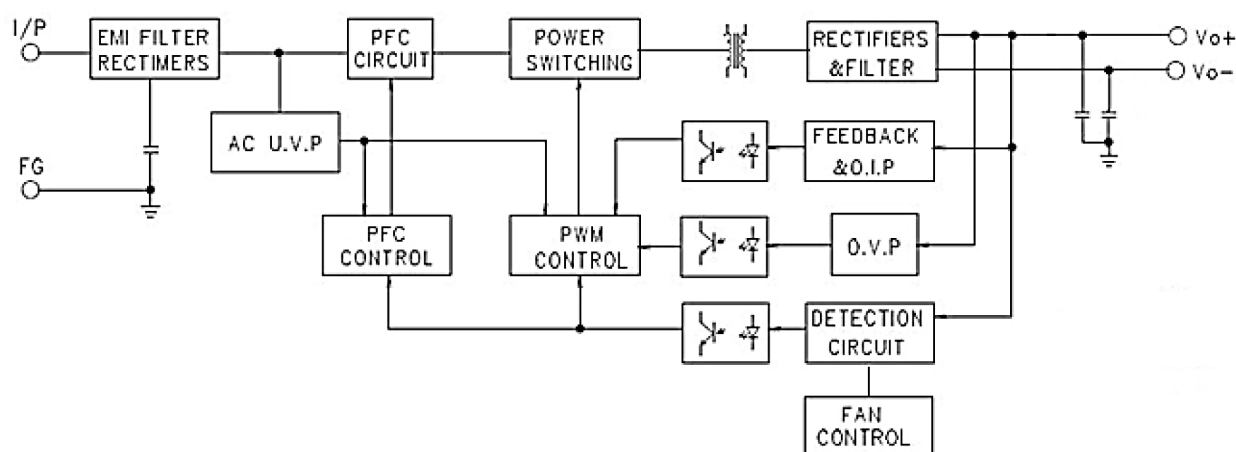 I/P
EMI FILTER
RECTIMERS
PFC
CIRCUIT
POWER
SWITCHING
RECTIFIERS
&FILTER
Vo+
Vo-
AC U.V.P
FEEDBACK
&O.I.P
FG
PFC
CONTROL
PWM
CONTROL
O.V.P
DETECTION
CIRCUIT
FAN
CONTROL